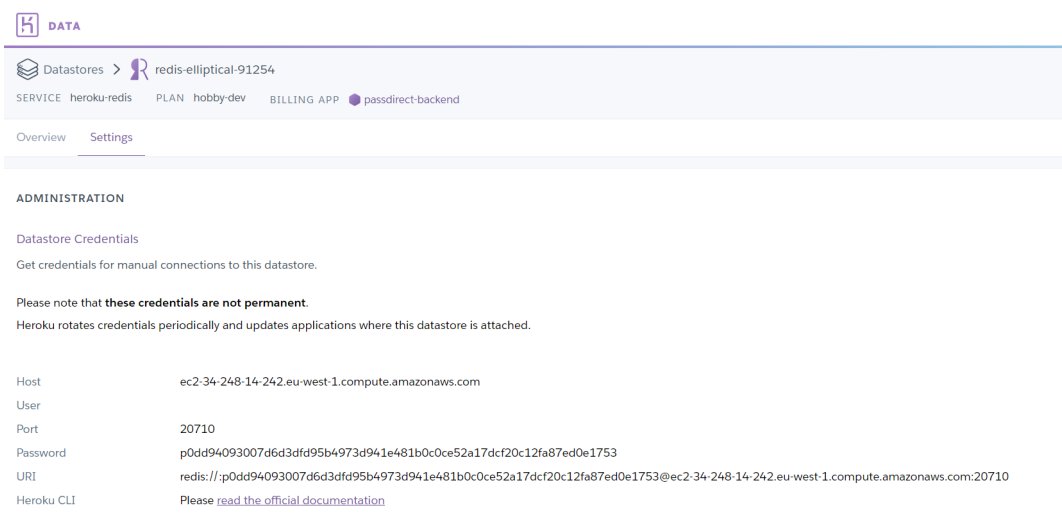 DATA
Datastores > redis-elliptical-91254
SERVICE heroku-redis PLAN hobby-dev BILLING APP passdirect-backend
Overview Settings
ADMINISTRATION
Datastore Credentials
Get credentials for manual connections to this datastore.
Please note that these credentials are not permanent.
Heroku rotates credentials periodically and updates applications where this datastore is attached.
Host ec2-34-248-14-242.eu-west-1.compute.amazonaws.com
User
Port 20710
Password p0dd94093007d6d3dfd95b4973d941e481b0c0ce52a17dcf20c12fa87ed0e1753
URI redis://:p0dd94093007d6d3dfd95b4973d941e481b0c0ce52a17dcf20c12fa87ed0e1753@ec2-34-248-14-242.eu-west-1.compute.amazonaws.com:20710
Heroku CLI Please read the official documentation